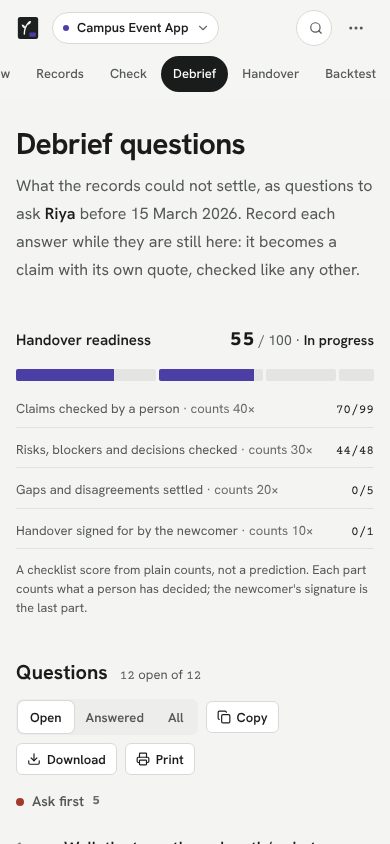 Campus Event App
w Records Check Debrief Handover Backtest
Debrief questions
What the records could not settle, as questions to
ask Riya before 15 March 2026. Record each
answer while they are still here: it becomes a
claim with its own quote, checked like any other.
Handover readiness 55 / 100 · In progress
Claims checked by a person · counts 40× 70/99
Risks, blockers and decisions checked · counts 30× 44/48
Gaps and disagreements settled · counts 20× 0/5
Handover signed for by the newcomer · counts 10× 0/1
A checklist score from plain counts, not a prediction. Each part
counts what a person has decided; the newcomer's signature is
the last part.
Questions 12 open of 12
Open Answered All Copy
Download Print
Ask first 5